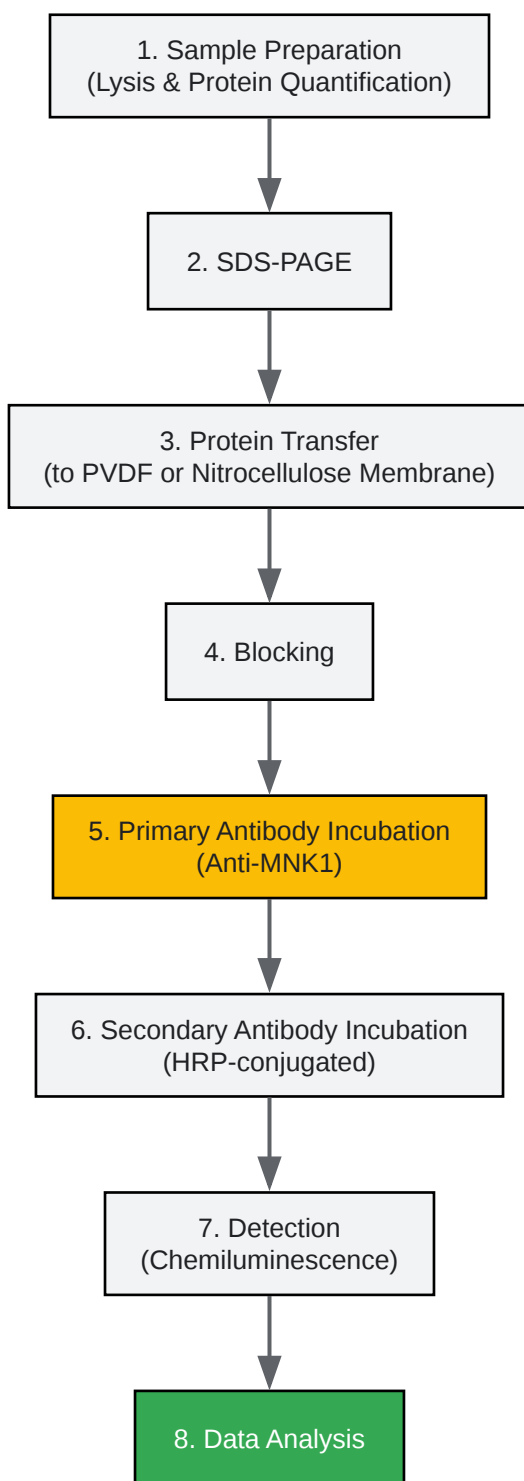 1. Sample Preparation
(Lysis & Protein Quantification)
2. SDS-PAGE
3. Protein Transfer
(to PVDF or Nitrocellulose Membrane)
4. Blocking
5. Primary Antibody Incubation
(Anti-MNK1)
6. Secondary Antibody Incubation
(HRP-conjugated)
7. Detection
(Chemiluminescence)
8. Data Analysis